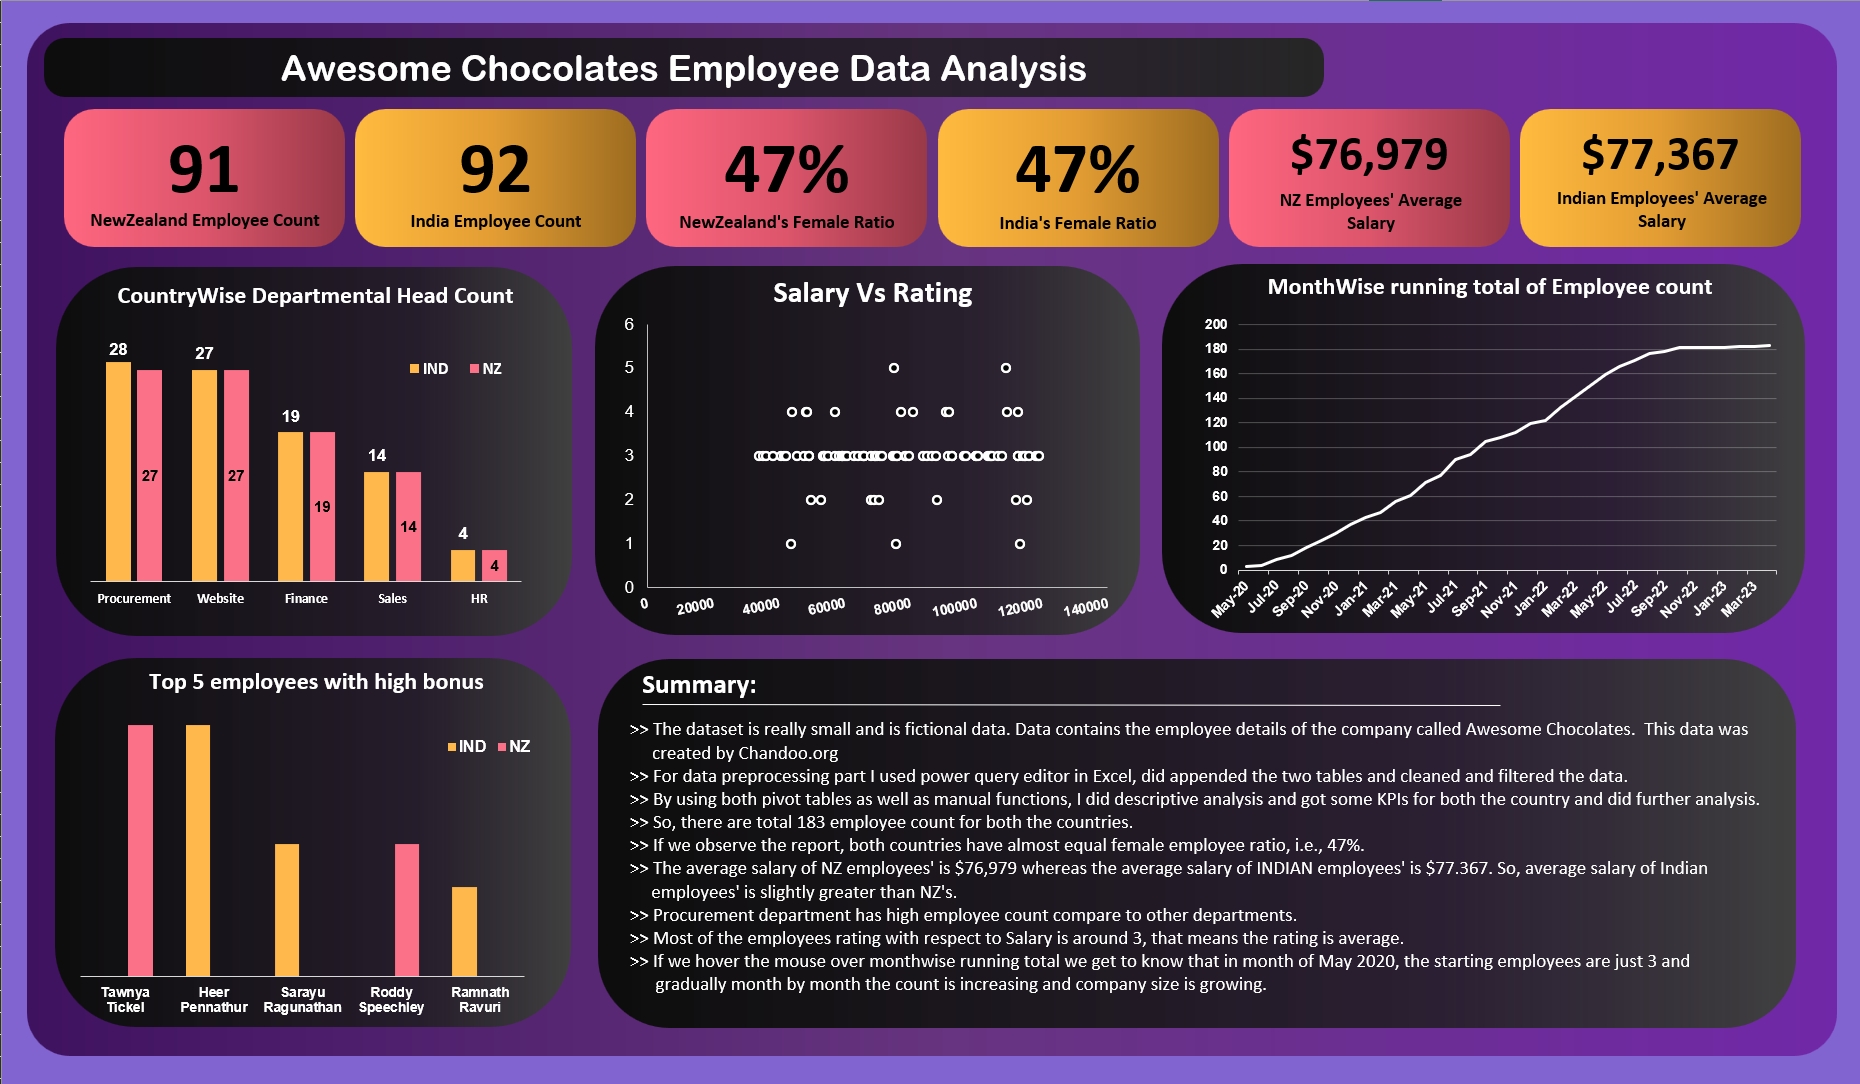 Awesome Chocolates Employee Data Analysis
91
NewZealand Employee Count
92
India Employee Count
47%
NewZealand's Female Ratio
47%
India's Female Ratio
$76,979
NZ Employees' Average
Salary
$77,367
Indian Employees' Average
Salary
CountryWise Departmental Head Count
IND NZ
28
27
27
27
19
19
14
14
4
4
Procurement Website Finance Sales HR
Salary Vs Rating
6
5
4
3
2
1
0
0 20000 40000 60000 80000 100000 120000 140000
MonthWise running total of Employee count
200
180
160
140
120
100
80
60
40
20
0
May-20 Jul-20 Sep-20 Nov-20 Jan-21 Mar-21 May-21 Jul-21 Sep-21 Nov-21 Jan-22 Mar-22 May-22 Jul-22 Sep-22 Nov-22 Jan-23 Mar-23
Top 5 employees with high bonus
IND NZ
Tawnya
Tickel
Heer
Pennathur
Sarayu
Ragunathan
Roddy
Speechley
Ramnath
Ravuri
Summary:
>> The dataset is really small and is fictional data. Data contains the employee details of the company called Awesome Chocolates. This data was
created by Chandoo.org
>> For data preprocessing part I used power query editor in Excel, did appended the two tables and cleaned and filtered the data.
>> By using both pivot tables as well as manual functions, I did descriptive analysis and got some KPIs for both the country and did further analysis.
>> So, there are total 183 employee count for both the countries.
>> If we observe the report, both countries have almost equal female employee ratio, i.e., 47%.
>> The average salary of NZ employees' is $76,979 whereas the average salary of INDIAN employees' is $77.367. So, average salary of Indian
employees' is slightly greater than NZ's.
>> Procurement department has high employee count compare to other departments.
>> Most of the employees rating with respect to Salary is around 3, that means the rating is average.
>> If we hover the mouse over monthwise running total we get to know that in month of May 2020, the starting employees are just 3 and
gradually month by month the count is increasing and company size is growing.